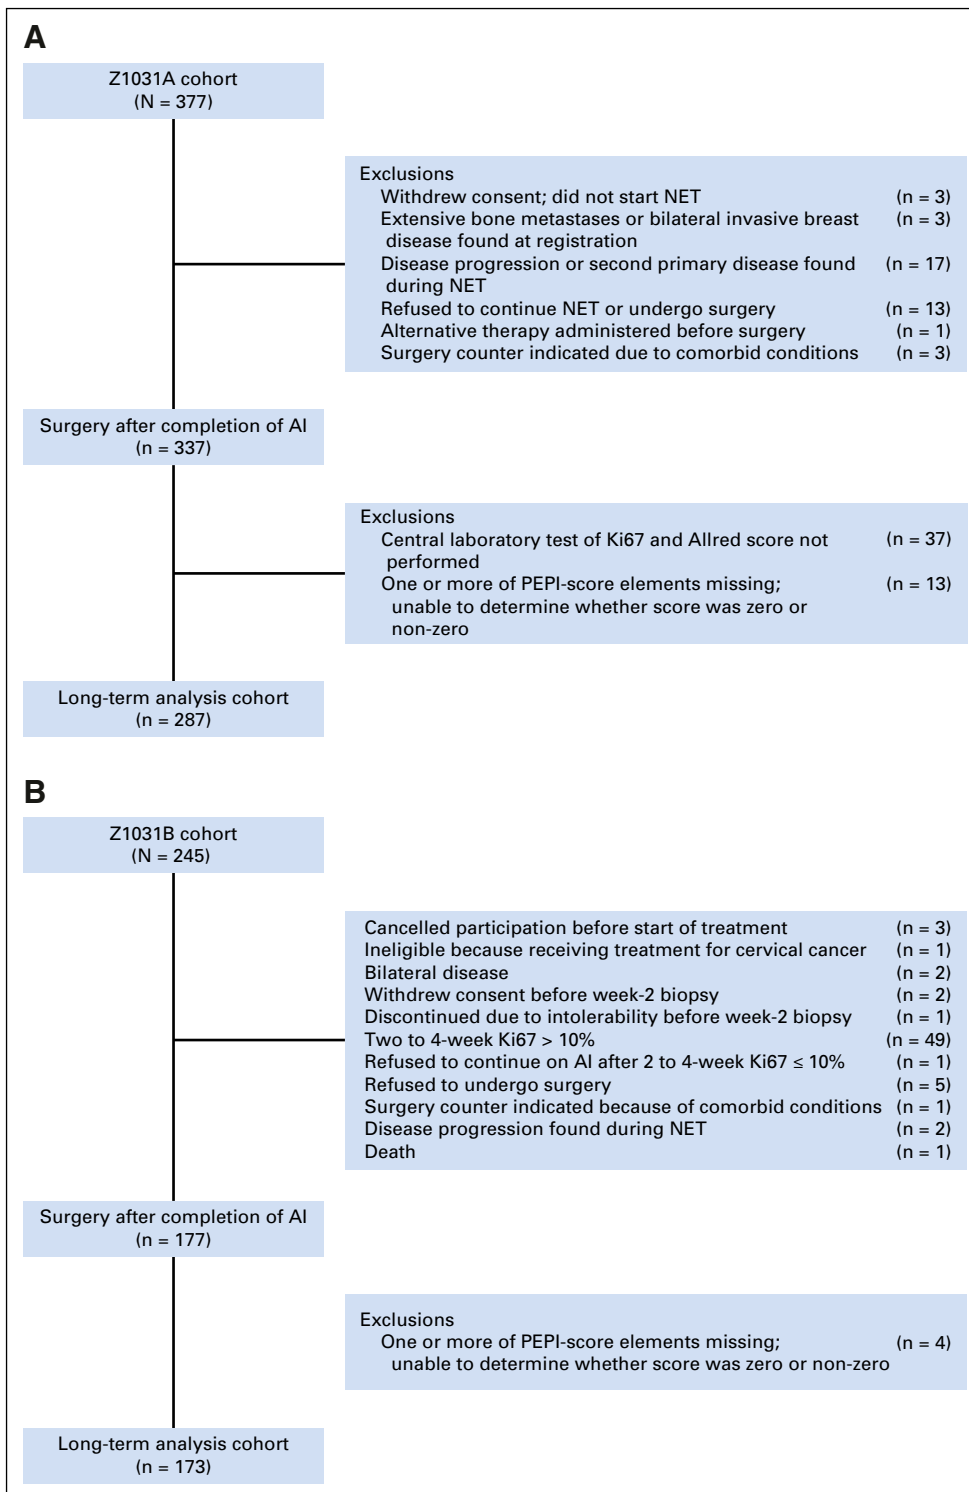 A
Z1031A cohort
(N = 377)
Exclusions
Withdrew consent; did not start NET (n = 3)
Extensive bone metastases or bilateral invasive breast (n = 3)
disease found at registration
Disease progression or second primary disease found (n = 17)
during NET
Refused to continue NET or undergo surgery (n = 13)
Alternative therapy administered before surgery (n = 1)
Surgery counter indicated due to comorbid conditions (n = 3)
Surgery after completion of AI
(n = 337)
Exclusions
Central laboratory test of Ki67 and Allred score not (n = 37)
performed
One or more of PEPI-score elements missing; (n = 13)
unable to determine whether score was zero or
non-zero
Long-term analysis cohort
(n = 287)
B
Z1031B cohort
(N = 245)
Cancelled participation before start of treatment (n = 3)
Ineligible because receiving treatment for cervical cancer (n = 1)
Bilateral disease (n = 2)
Withdrew consent before week-2 biopsy (n = 2)
Discontinued due to intolerability before week-2 biopsy (n = 1)
Two to 4-week Ki67 > 10% (n = 49)
Refused to continue on AI after 2 to 4-week Ki67 ≤ 10% (n = 1)
Refused to undergo surgery (n = 5)
Surgery counter indicated because of comorbid conditions (n = 1)
Disease progression found during NET (n = 2)
Death (n = 1)
Surgery after completion of AI
(n = 177)
Exclusions
One or more of PEPI-score elements missing; (n = 4)
unable to determine whether score was zero or non-zero
Long-term analysis cohort
(n = 173)